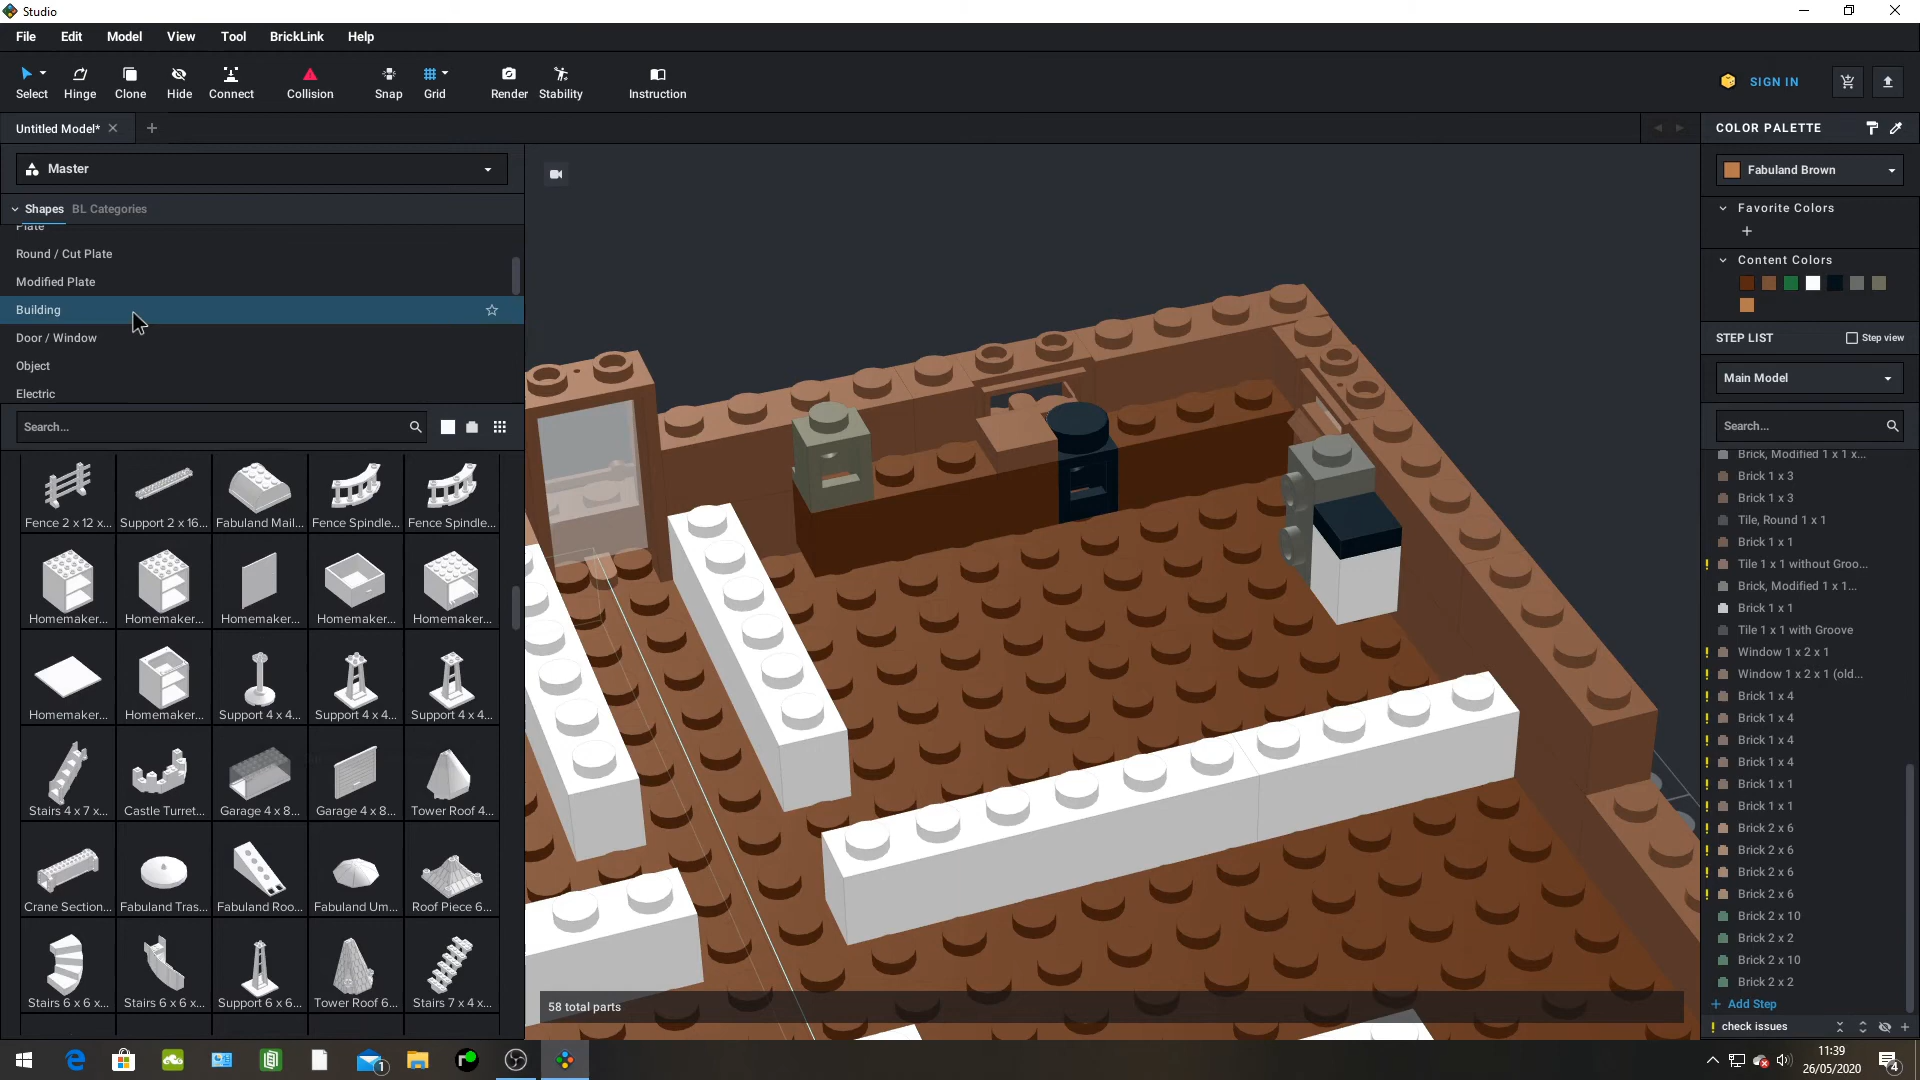 Studio
File Edit Model View Tool BrickLink Help
Select Hinge Clone Hide Connect Collision Snap Grid Render Stability Instruction
SIGN IN
Untitled Model*
COLOR PALETTE
Master
Fabuland Brown
Shapes BL Categories
Favorite Colors
Plate
Round / Cut Plate
Modified Plate
Building
Door / Window
Object
Electric
Content Colors
STEP LIST
Step view
Main Model
Search...
Search...
Fence 2 x 12 x... Support 2 x 16... Fabuland Mail... Fence Spindle... Fence Spindle...
Homemaker... Homemaker... Homemaker... Homemaker... Homemaker...
Homemaker... Homemaker... Support 4 x 4... Support 4 x 4... Support 4 x 4...
Stairs 4 x 7 x... Castle Turret... Garage 4 x 8... Garage 4 x 8... Tower Roof 4...
Crane Section... Fabuland Tras... Fabuland Roo... Fabuland Um... Roof Piece 6...
Stairs 6 x 6 x... Stairs 6 x 6 x... Support 6 x 6... Tower Roof 6... Stairs 7 x 4 x...
58 total parts
Brick, Modified 1 x 1 x...
Brick 1 x 3
Brick 1 x 3
Tile, Round 1 x 1
Brick 1 x 1
! Tile 1 x 1 without Groo...
Brick, Modified 1 x 1...
Brick 1 x 1
Tile 1 x 1 with Groove
! Window 1 x 2 x 1
! Window 1 x 2 x 1 (old...
! Brick 1 x 4
! Brick 1 x 4
! Brick 1 x 4
! Brick 1 x 4
! Brick 1 x 1
! Brick 1 x 1
! Brick 2 x 6
! Brick 2 x 6
! Brick 2 x 6
! Brick 2 x 6
Brick 2 x 10
Brick 2 x 2
Brick 2 x 10
Brick 2 x 2
+ Add Step
! check issues
1
11:39
26/05/2020
4